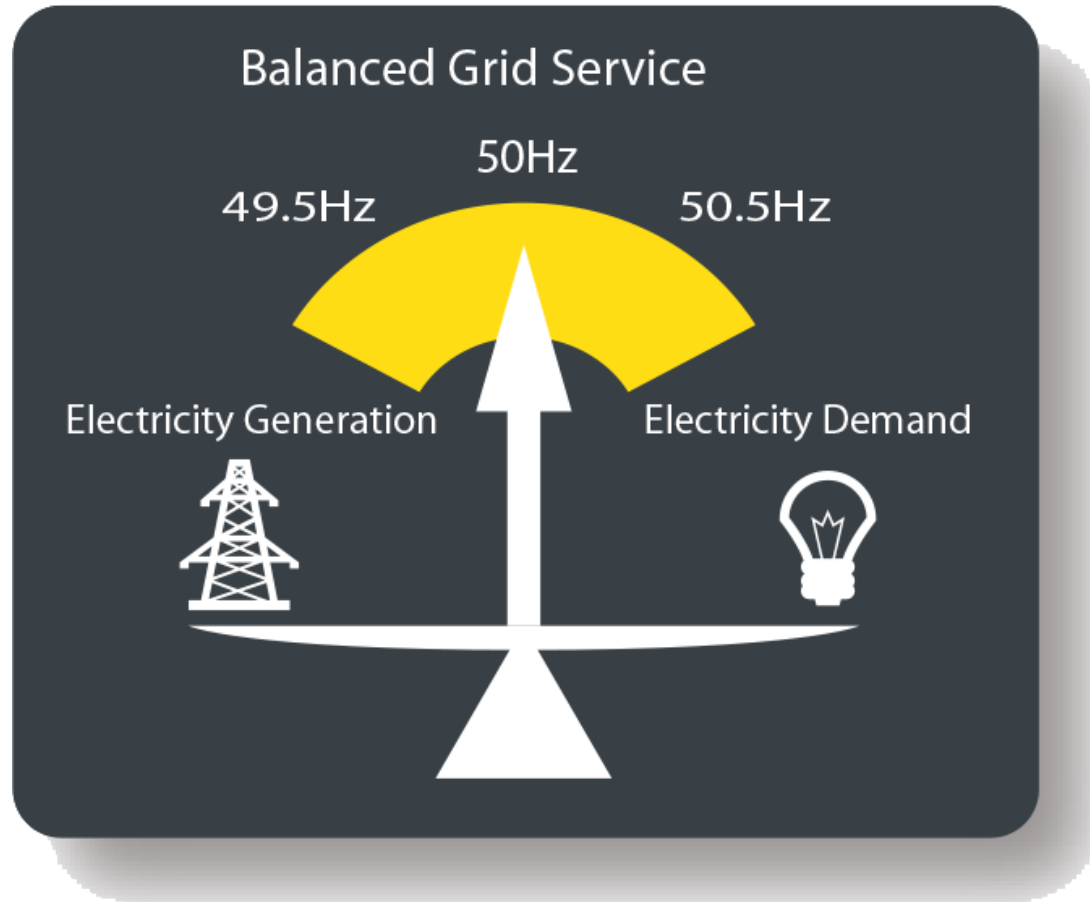 Balanced Grid Service
50Hz
49.5Hz 50.5Hz
Electricity Generation Electricity Demand